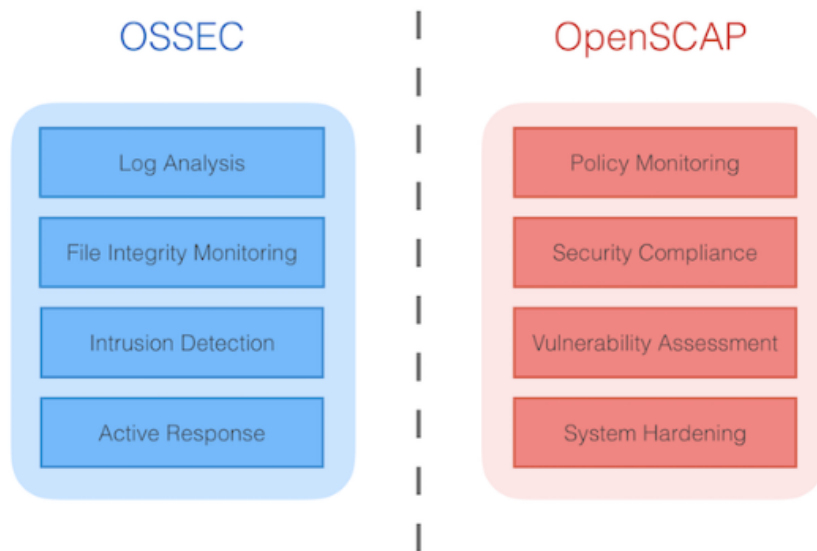 OSSEC
Log Analysis
File Integrity Monitoring
Intrusion Detection
Active Response
OpenSCAP
Policy Monitoring
Security Compliance
Vulnerability Assessment
System Hardening